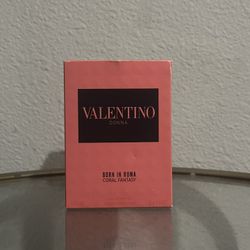 VALENTINO
DONNA
BORN IN ROMA
CORAL FANTASY